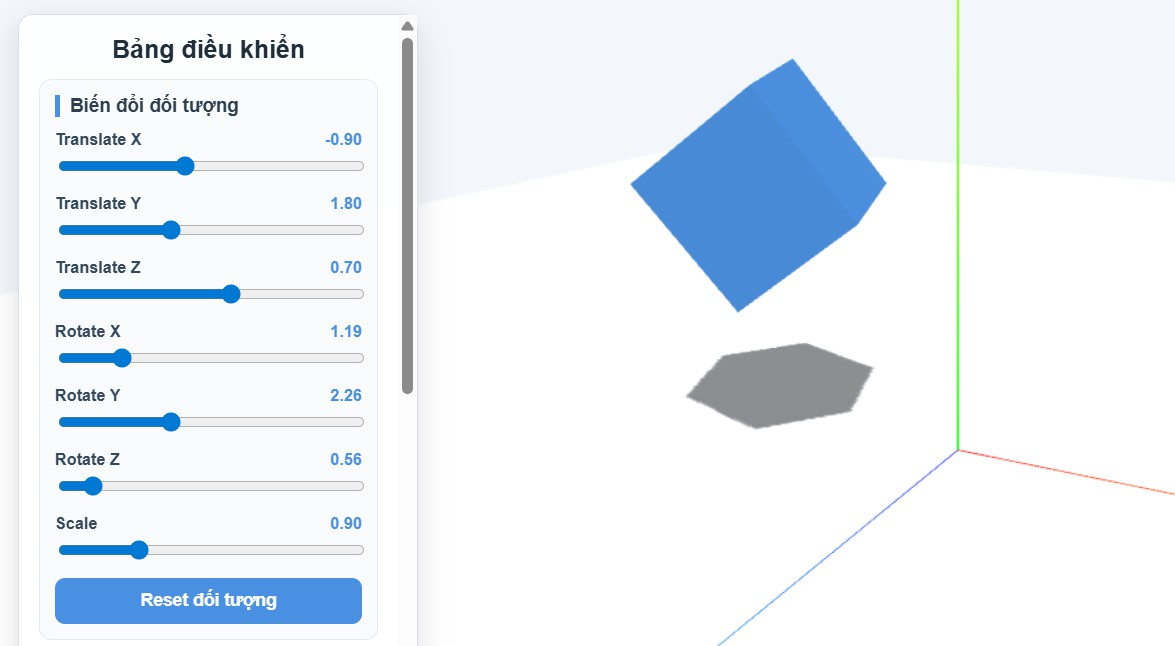 Bảng điều khiển
Biến đổi đối tượng
Translate X -0.90
Translate Y 1.80
Translate Z 0.70
Rotate X 1.19
Rotate Y 2.26
Rotate Z 0.56
Scale 0.90
Reset đối tượng